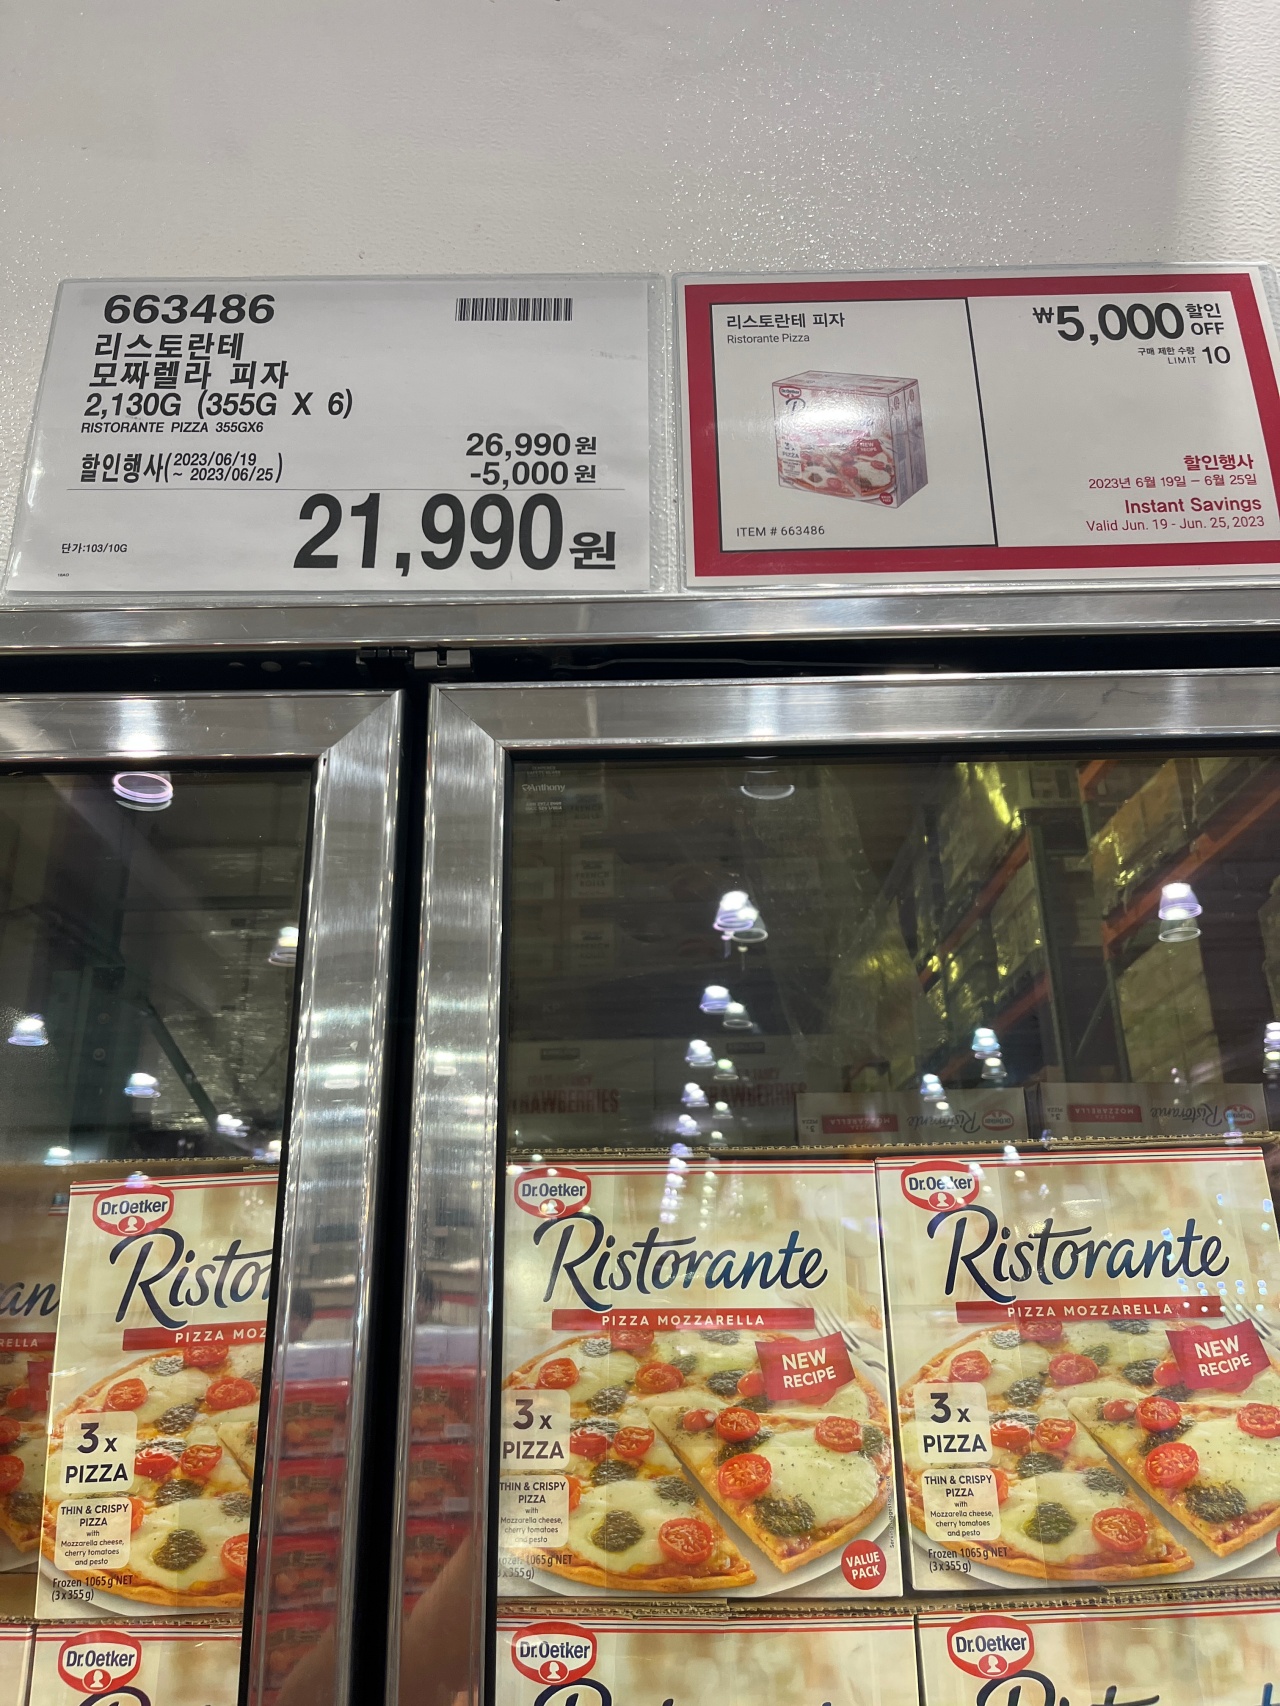 663486
리스토란테
모짜렐라 피자
2,130G (355G X 6)
RISTORANTE PIZZA 355GX6
26,990원
할인행사(2023/06/19 ~ 2023/06/25)
-5,000원
21,990원
단가:103/10G
리스토란테 피자
Ristorante Pizza
ITEM # 663486
₩5,000 할인 OFF
구매 제한 수량 LIMIT 10
할인행사
2023년 6월 19일 – 6월 25일
Instant Savings
Valid Jun. 19 - Jun. 25, 2023
Dr.Oetker
Risto
PIZZA MOZ
3x
PIZZA
THIN & CRISPY
PIZZA
with
Mozzarella cheese,
cherry tomatoes
and pesto
Frozen 1065g NET
(3x355g)
Dr.Oetker
Ristorante
PIZZA MOZZARELLA
NEW
RECIPE
3x
PIZZA
THIN & CRISPY
PIZZA
with
Mozzarella cheese,
cherry tomatoes
and pesto
Frozen 1065g NET
(3x355g)
VALUE
PACK
Dr.Oetker
Ristorante
PIZZA MOZZARELLA
NEW
RECIPE
3x
PIZZA
THIN & CRISPY
PIZZA
with
Mozzarella cheese,
cherry tomatoes
and pesto
Frozen 1065g NET
(3x355g)
Dr.Oetker
Dr.Oetker
Dr.Oetker